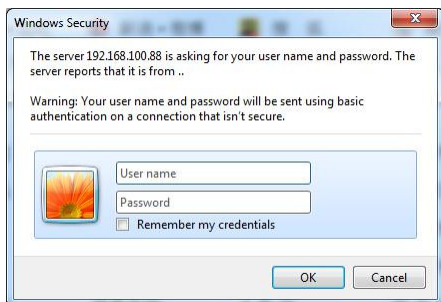 Windows Security
The server 192.168.100.88 is asking for your user name and password. The
server reports that it is from ..
Warning: Your user name and password will be sent using basic
authentication on a connection that isn't secure.
User name
Password
Remember my credentials
OK
Cancel